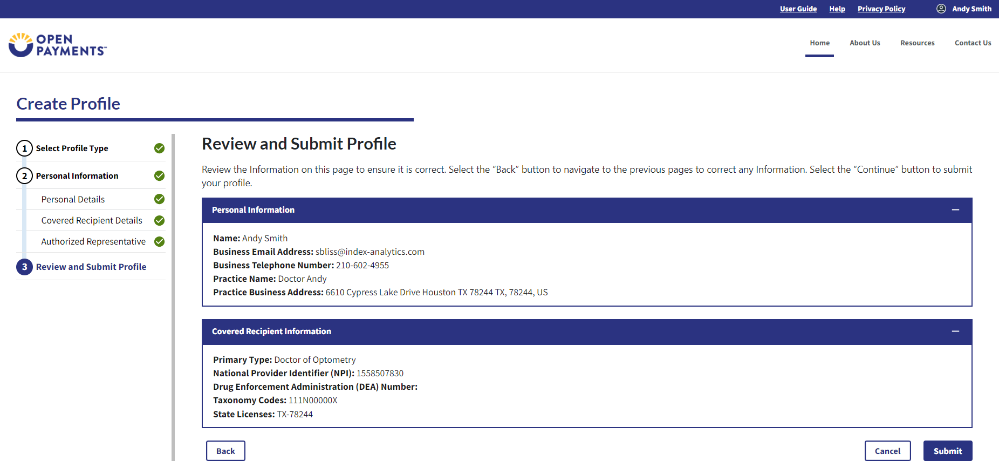 User Guide Help Privacy Policy Andy Smith
OPEN
PAYMENTS™
Home About Us Resources Contact Us
Create Profile
1 Select Profile Type
2 Personal Information
Personal Details
Covered Recipient Details
Authorized Representative
3 Review and Submit Profile
Review and Submit Profile
Review the Information on this page to ensure it is correct. Select the “Back” button to navigate to the previous pages to correct any Information. Select the “Continue” button to submit
your profile.
Personal Information
Name: Andy Smith
Business Email Address: sbliss@index-analytics.com
Business Telephone Number: 210-602-4955
Practice Name: Doctor Andy
Practice Business Address: 6610 Cypress Lake Drive Houston TX 78244 TX, 78244, US
Covered Recipient Information
Primary Type: Doctor of Optometry
National Provider Identifier (NPI): 1558507830
Drug Enforcement Administration (DEA) Number:
Taxonomy Codes: 111N00000X
State Licenses: TX-78244
Back Cancel Submit